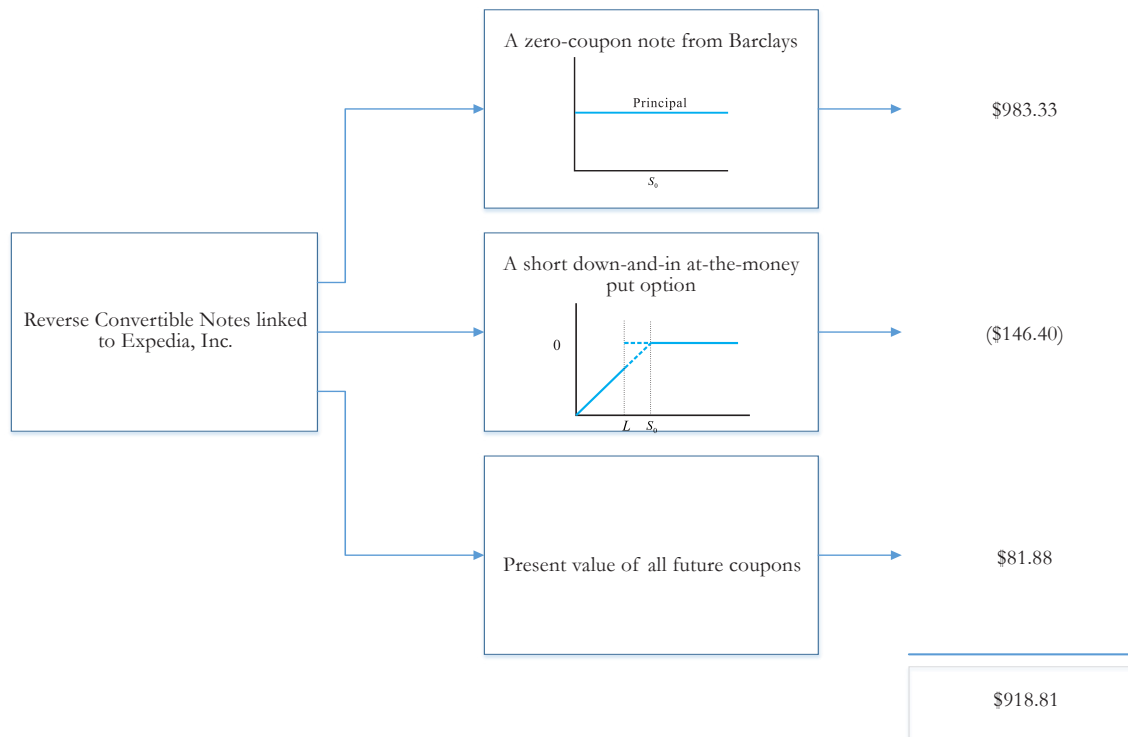 A zero-coupon note from Barclays
Principal
S₀
$983.33
Reverse Convertible Notes linked
to Expedia, Inc.
A short down-and-in at-the-money
put option
0
L S₀
($146.40)
Present value of all future coupons
$81.88
$918.81